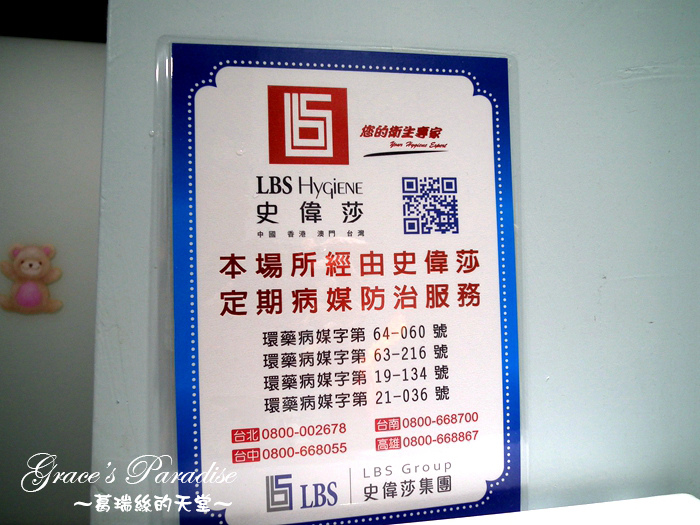 您的衛生專家
Your Hygiene Expert
LBS HYGIENE
史偉莎
中國 香港 澳門 台灣
本場所經由史偉莎
定期病媒防治服務
環藥病媒字第 64-060 號
環藥病媒字第 63-216 號
環藥病媒字第 19-134 號
環藥病媒字第 21-036 號
台北 0800-002678 台南 0800-668700
台中 0800-668055 高雄 0800-668867
LBS LBS Group
史偉莎集團
Grace's Paradise
～葛瑞絲的天堂～